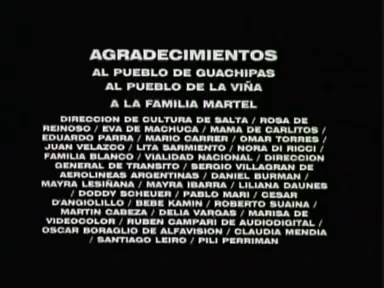 AGRADECIMIENTOS
AL PUEBLO DE GUACHIPAS
AL PUEBLO DE LA VIÑA
A LA FAMILIA MARTEL
DIRECCION DE CULTURA DE SALTA / ROSA DE
REINOSO / EVA DE MACHUCA / MAMA DE CARLITOS /
EDUARDO PARRA / MARIO CARRER / OMAR TORRES /
JUAN VELAZCO / LITA SARMIENTO / NORA DI RICCI /
FAMILIA BLANCO / VIALIDAD NACIONAL / DIRECCION
GENERAL DE TRANSITO / SERGIO VILLAGRAN DE
AEROLINEAS ARGENTINAS / DANIEL BURMAN /
MAYRA LESIÑANA / MAYRA IBARRA / LILIANA DAUNES
/ DODDY SCHEUER / PABLO MARI / CESAR
D'ANGIOLILLO / BEBE KAMIN / ROBERTO SUAINA /
MARTIN CABEZA / DELIA VARGAS / MARISA DE
VIDEOCOLOR / RUBEN CAMPARI DE AUDIODIGITAL /
OSCAR BORAGLIO DE ALFAVISION / CLAUDIA MENDIA
/ SANTIAGO LEIRO / PILI PERRIMAN